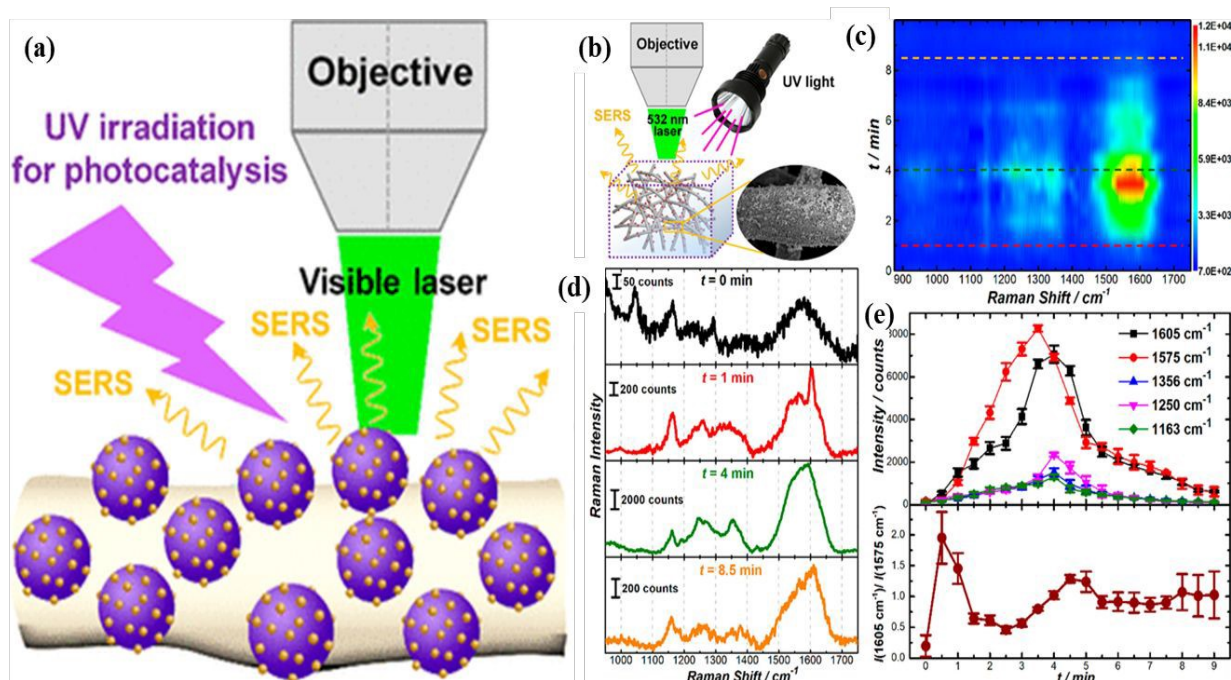 (a)
Objective
UV irradiation
for photocatalysis
Visible laser
SERS
SERS
SERS
(b)
Objective
UV light
532 nm
laser
SERS
(c)
1.2E+04
1.1E+04
8.4E+03
5.9E+03
3.2E+03
7.0E+02
t / min
8
6
4
2
0
900 1000 1100 1200 1300 1400 1500 1600 1700
Raman Shift / cm-1
(d)
50 counts
t = 0 min
200 counts
t = 1 min
2000 counts
t = 4 min
200 counts
t = 8.5 min
Raman Intensity
1000 1100 1200 1300 1400 1500 1600 1700
Raman Shift / cm-1
(e)
Intensity / counts
8000
6000
4000
2000
0
1605 cm-1
1575 cm-1
1356 cm-1
1250 cm-1
1163 cm-1
I(1605 cm-1)/ I(1575 cm-1)
2.0
1.5
1.0
0.5
0.0
0 1 2 3 4 5 6 7 8 9
t / min